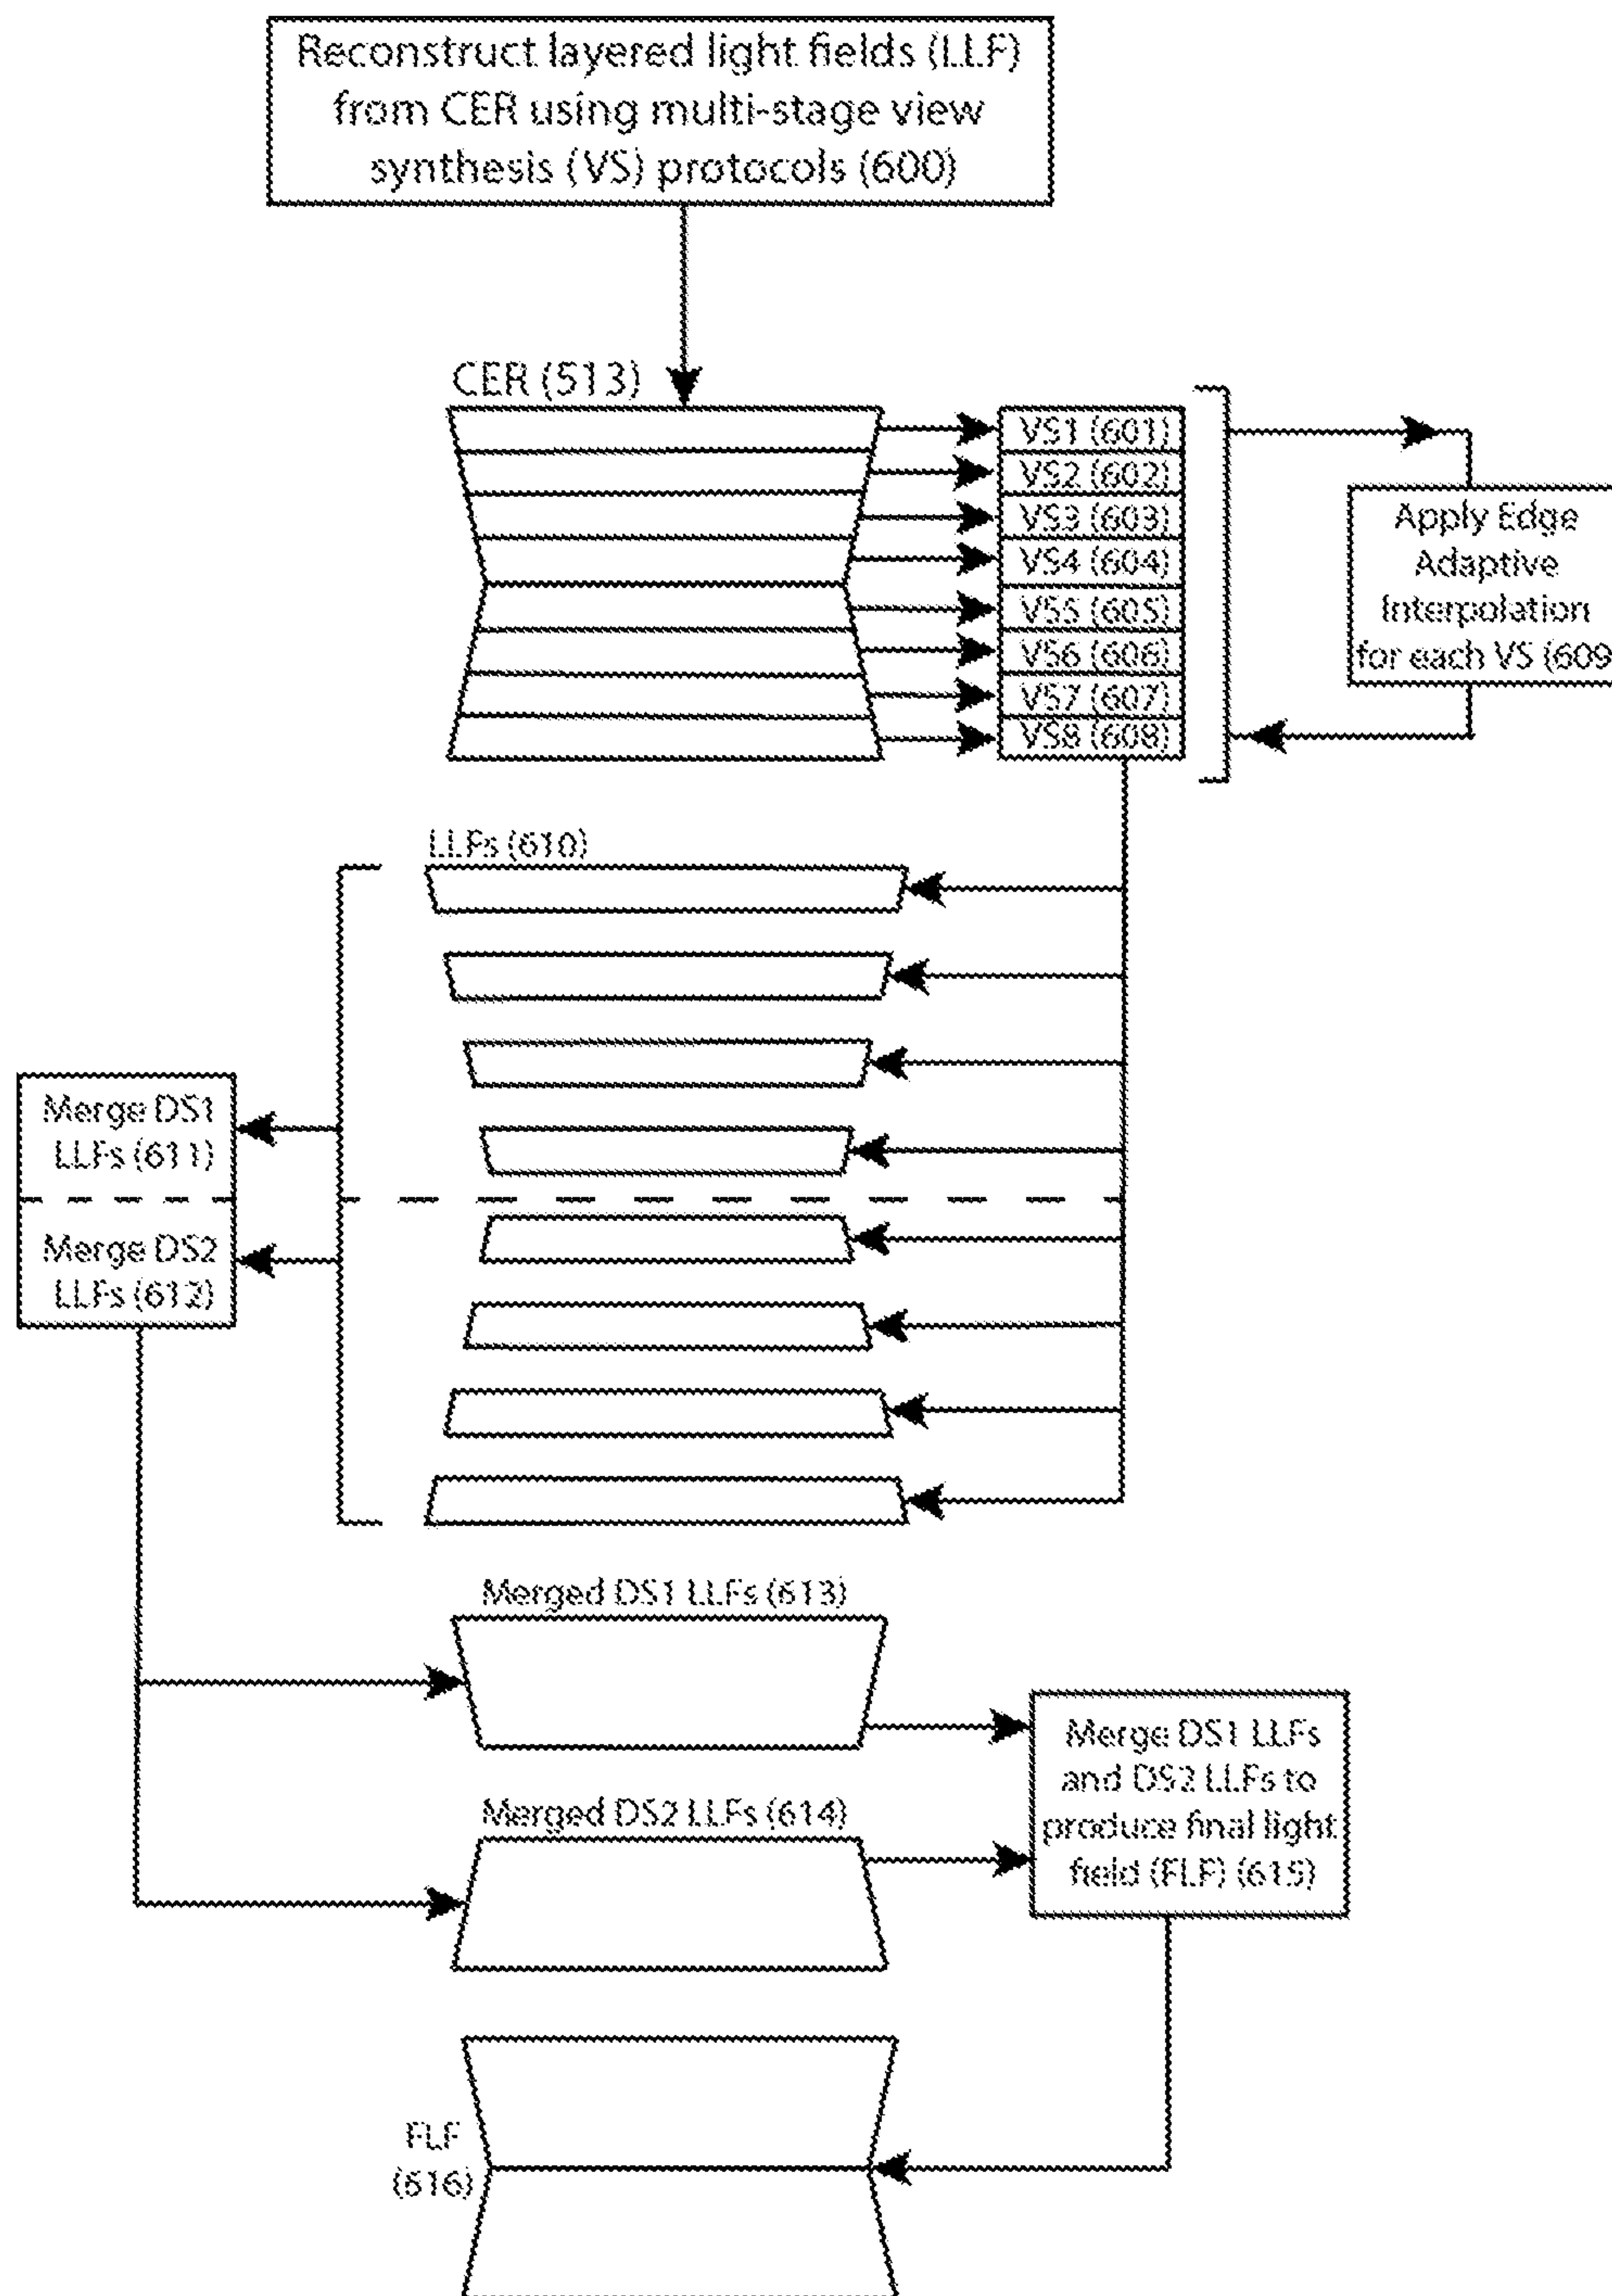 Reconstruct layered light fields (LLF)
from CER using multi-stage view
synthesis (VS) protocols (600)
CER (513)
VS1 (601)
VS2 (602)
VS3 (603)
VS4 (604)
VS5 (605)
VS6 (606)
VS7 (607)
VS8 (608)
Apply Edge
Adaptive
Interpolation
for each VS (609
LLFs (610)
Merge DS1
LLFs (611)
Merge DS2
LLFs (612)
Merged DS1 LLFs (613)
Merged DS2 LLFs (614)
Merge DS1 LLFs
and DS2 LLFs to
produce final light
field (FLF) (615)
FLF
(616)